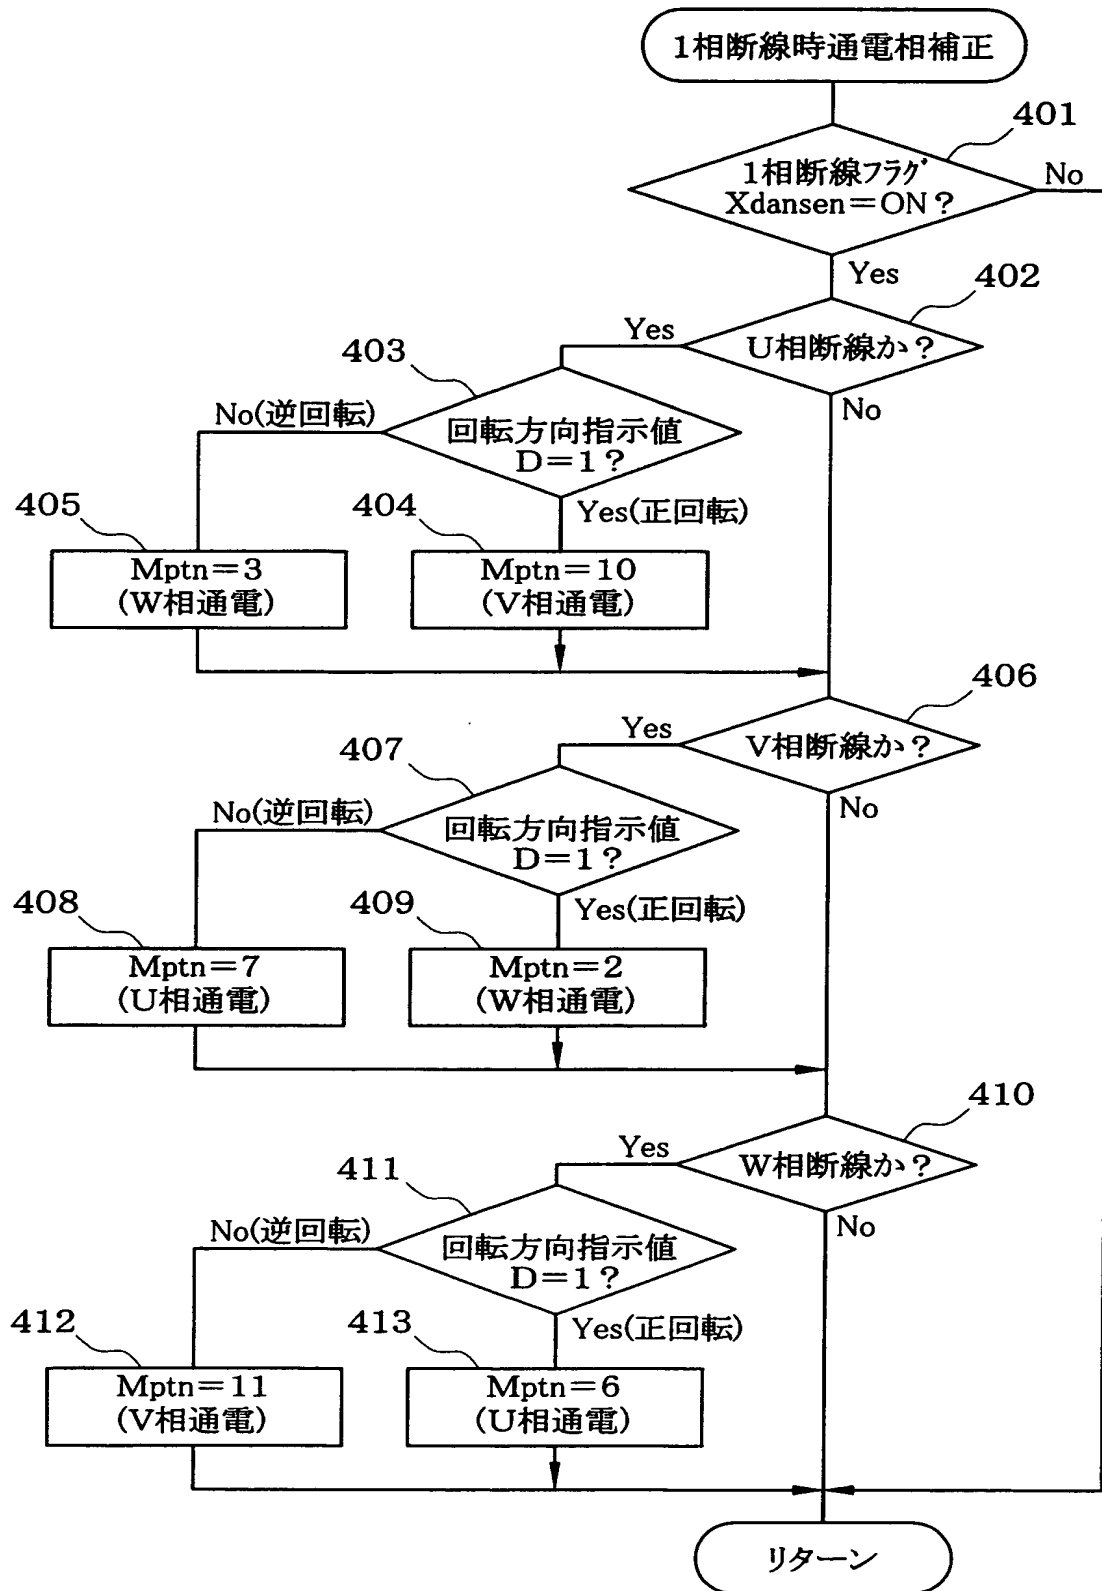 1相断線時通電相補正
401
1相断線フラグ
Xdansen=ON?
No
Yes
402
U相断線か?
Yes
No
403
回転方向指示値
D=1?
No(逆回転)
Yes(正回転)
405
Mptn=3
(W相通電)
404
Mptn=10
(V相通電)
406
V相断線か?
Yes
No
407
回転方向指示値
D=1?
No(逆回転)
Yes(正回転)
408
Mptn=7
(U相通電)
409
Mptn=2
(W相通電)
410
W相断線か?
Yes
No
411
回転方向指示値
D=1?
No(逆回転)
Yes(正回転)
412
Mptn=11
(V相通電)
413
Mptn=6
(U相通電)
リターン